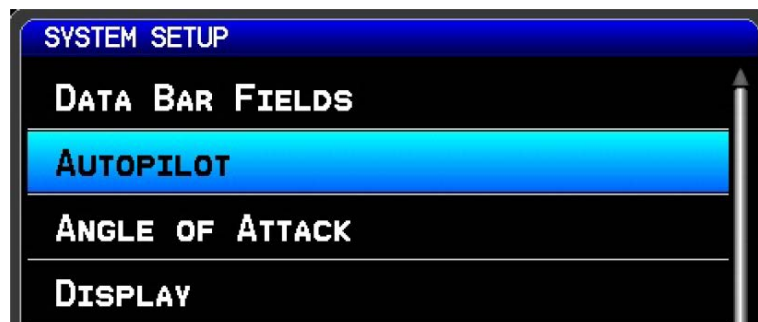 SYSTEM SETUP
DATA BAR FIELDS
AUTOPILOT
ANGLE OF ATTACK
DISPLAY